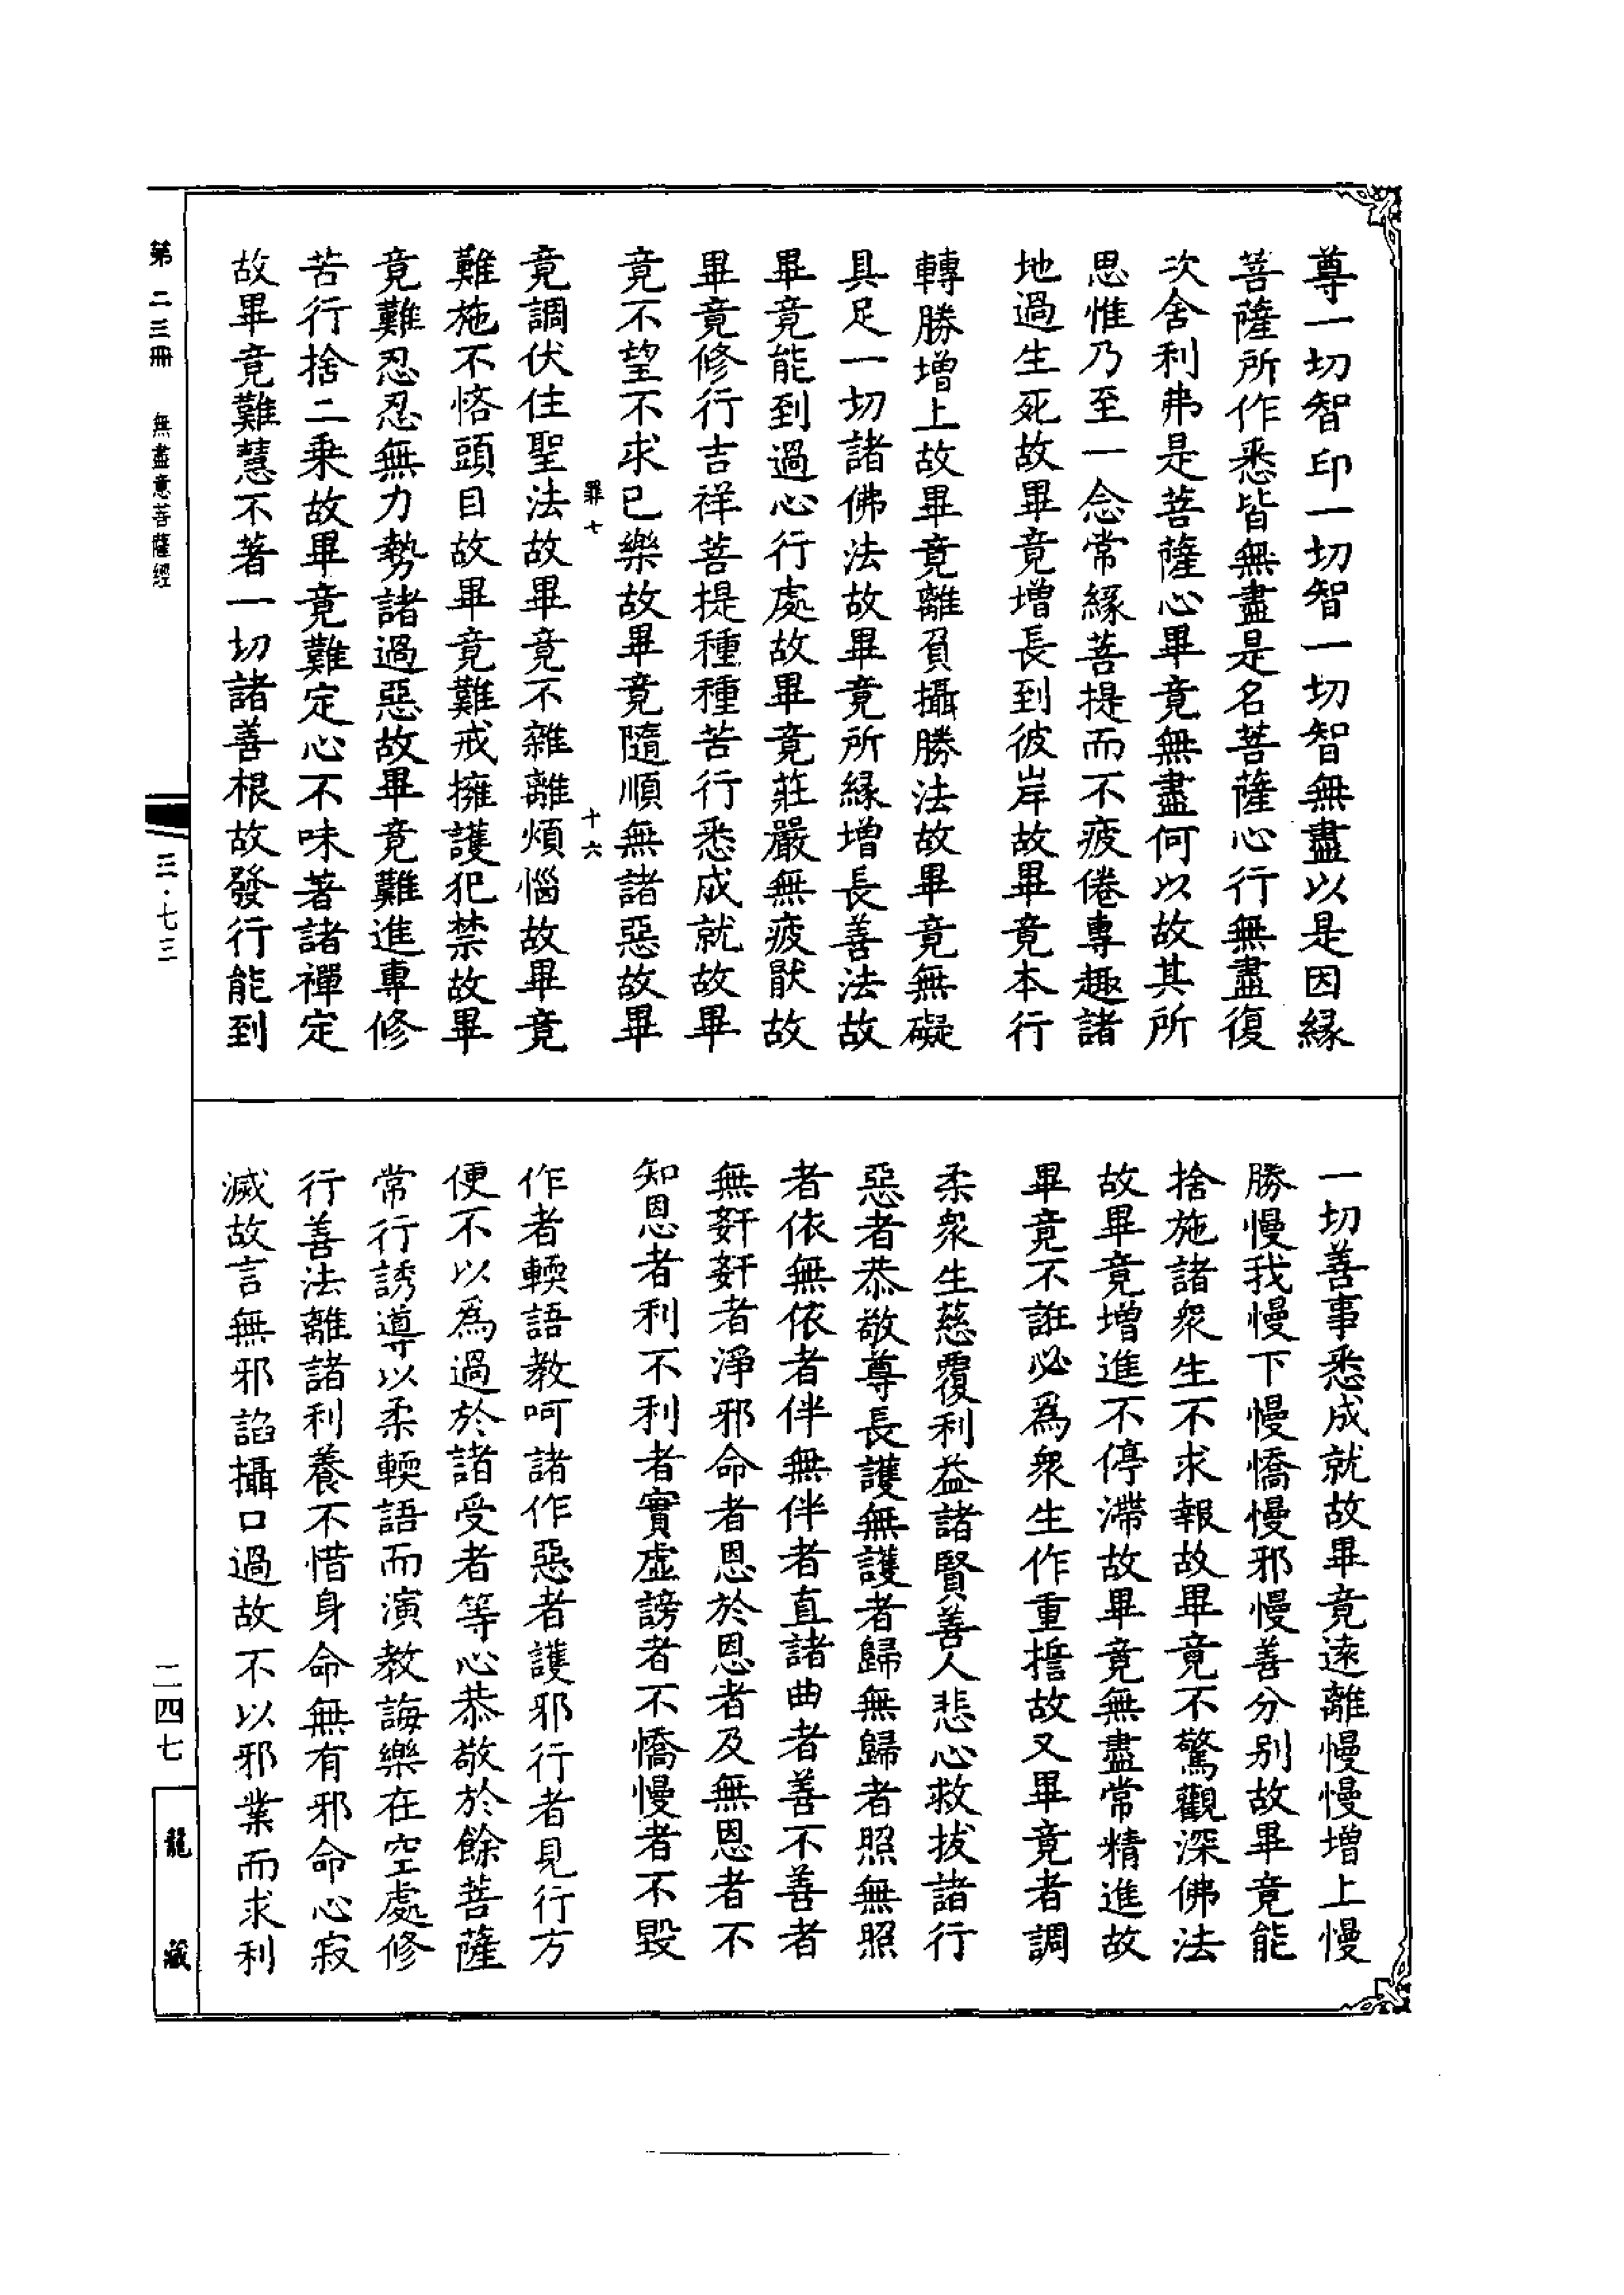 尊一切智印一切智一切智無盡以是因緣
菩薩所作悉皆無盡是名菩薩心行無盡復
次舍利弗是菩薩心畢竟無盡何以故其所
思惟乃至一念常緣菩提而不疲倦專趣諸
地過生死故畢竟增長到彼岸故畢竟本行
轉勝增上故畢竟離貧攝勝法故畢竟無礙
具足一切諸佛法故畢竟所緣增長善法故
畢竟能到過心行處故畢竟莊嚴無疲猒故
畢竟修行吉祥菩提種種苦行悉成就故畢
竟不望不求已樂故畢竟隨順無諸惡故畢
罪七 十六
竟調伏住聖法故畢竟不雜離煩惱故畢竟
難施不悋頭目故畢竟難戒擁護犯禁故畢
竟難忍忍無力勢諸過惡故畢竟難進專修
苦行捨二乘故畢竟難定心不味著諸禪定
故畢竟難慧不著一切諸善根故發行能到
一切善事悉成就故畢竟遠離慢慢增上慢
勝慢我慢下慢憍慢邪慢善分別故畢竟能
捨施諸眾生不求報故畢竟不驚觀深佛法
故畢竟增進不停滯故畢竟無盡常精進故
畢竟不誑必為衆生作重擔故又畢竟者調
柔衆生慈覆利益諸賢善人悲心救拔諸行
惡者恭敬尊長護無護者歸無歸者照無照
者依無依者伴無伴者直諸曲者善不善者
無姧姧者淨邪命者恩於恩者及無恩者不
知恩者利不利者實虛謗者不憍慢者不毀
作者輭語教呵諸作惡者護邪行者見行方
便不以為過於諸受者等心恭敬於餘菩薩
常行誘導以柔輭語而演教誨樂在空處修
行善法離諸利養不惜身命無有邪命心寂
滅故言無邪諂攝口過故不以邪業而求利
第二三冊 無盡意菩薩經
三·七三
二四七
龍藏